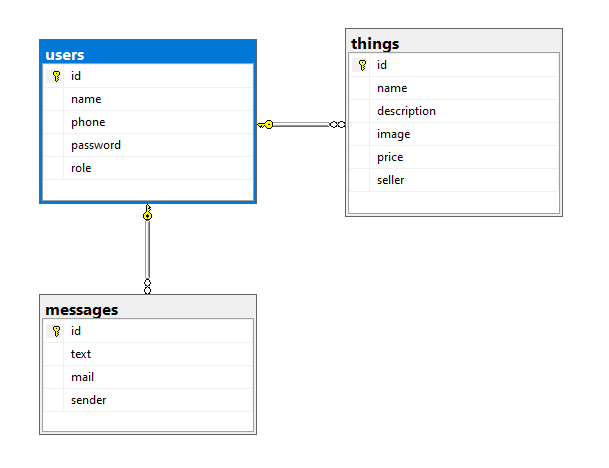 users
id
name
phone
password
role
things
id
name
description
image
price
seller
messages
id
text
mail
sender